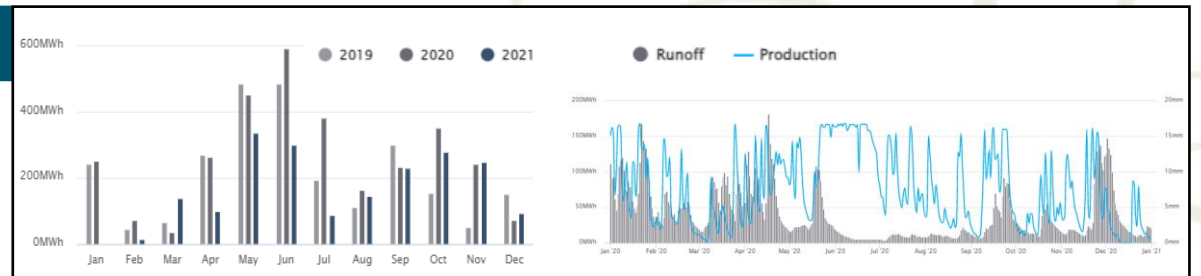 600MWh
400MWh
200MWh
0MWh
2019 2020 2021
Jan Feb Mar Apr May Jun Jul Aug Sep Oct Nov Dec
Runoff Production
200MWh
150MWh
100MWh
50MWh
0MWh
20mm
15mm
10mm
5mm
0mm
Jan '20 Feb '20 Mar '20 Apr '20 May '20 Jun '20 Jul '20 Aug '20 Sep '20 Oct '20 Nov '20 Dec '20 Jan '21